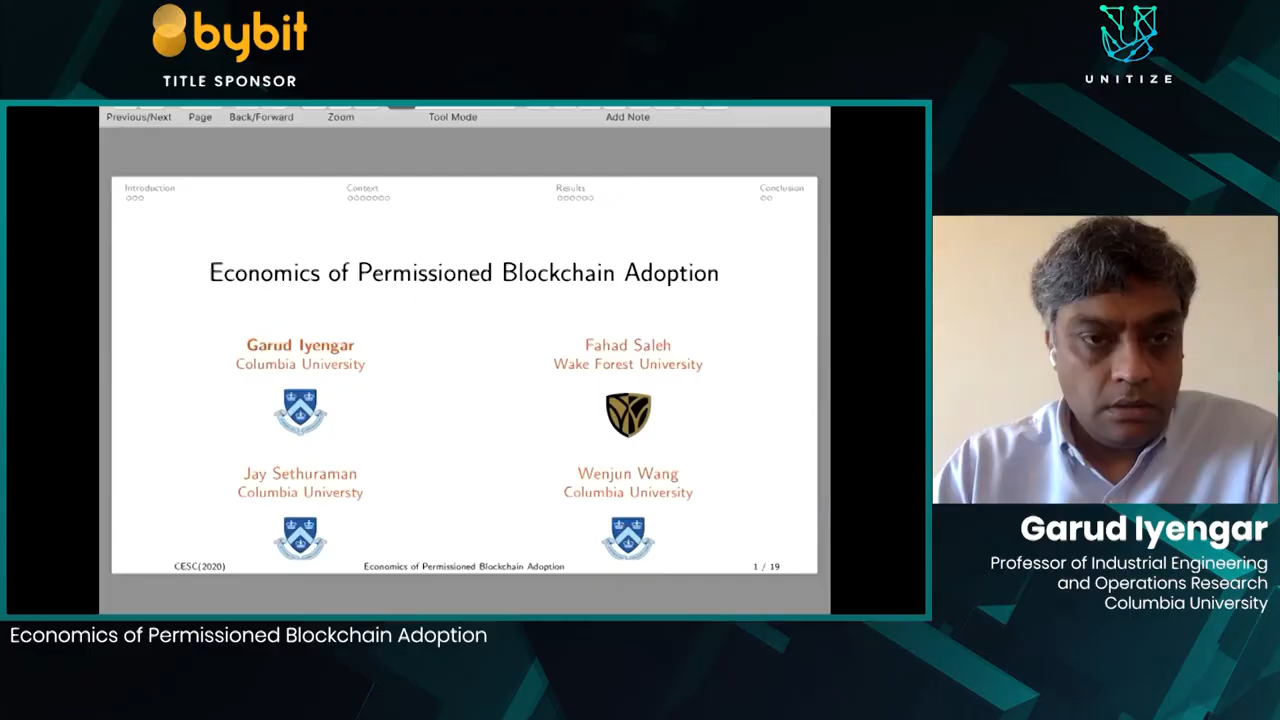 bybit
TITLE SPONSOR
UNITIZE
Previous/Next Page Back/Forward Zoom Tool Mode Add Note
Introduction Context Results Conclusion
Economics of Permissioned Blockchain Adoption
Garud Iyengar
Columbia University
Fahad Saleh
Wake Forest University
Jay Sethuraman
Columbia Universty
Wenjun Wang
Columbia University
CESC(2020) Economics of Permissioned Blockchain Adoption 1 / 19
Garud Iyengar
Professor of Industrial Engineering
and Operations Research
Columbia University
Economics of Permissioned Blockchain Adoption